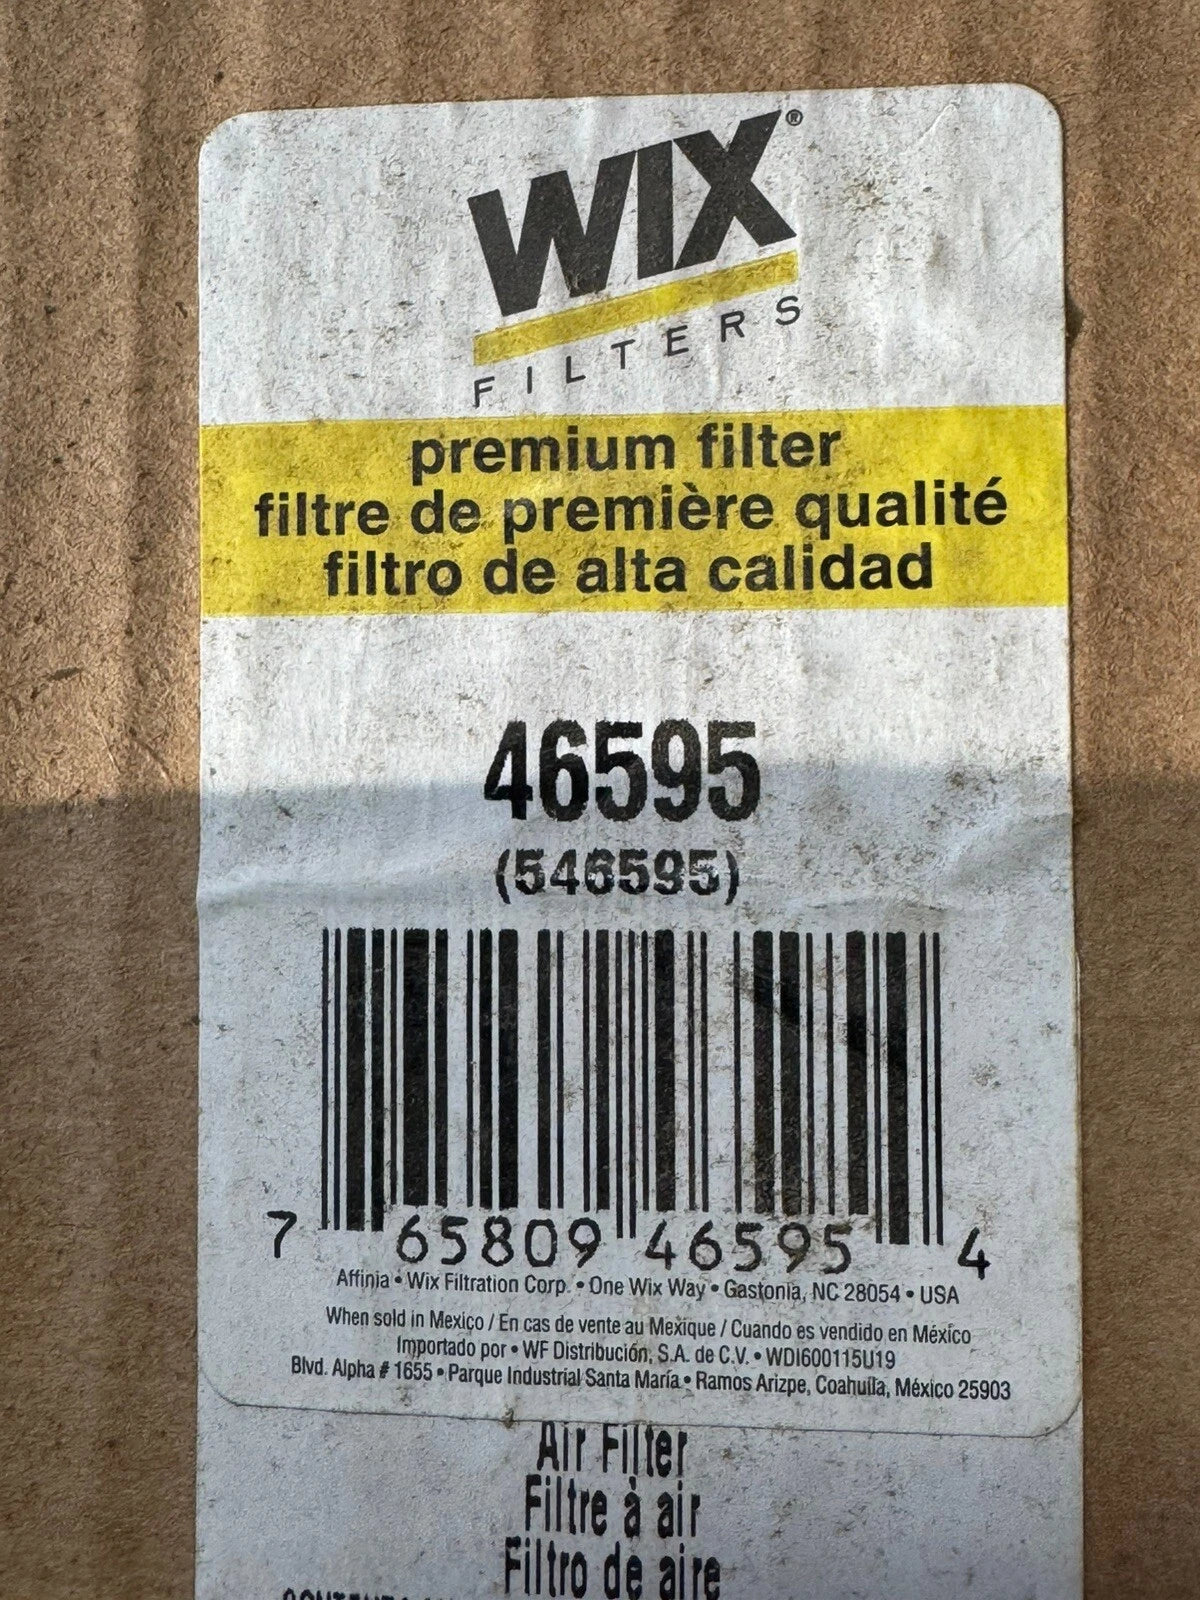 WIX®
FILTERS
premium filter
filtre de première qualité
filtro de alta calidad
46595
(546595)
7 65809 46595 4
Affinia • Wix Filtration Corp. • One Wix Way • Gastonia, NC 28054 • USA
When sold in Mexico / En cas de vente au Mexique / Cuando es vendido en México
Importado por • WF Distribución, S.A. de C.V. • WDI600115U19
Blvd. Alpha # 1655 • Parque Industrial Santa María • Ramos Arizpe, Coahuila, México 25903
Air Filter
Filtre à air
Filtro de aire